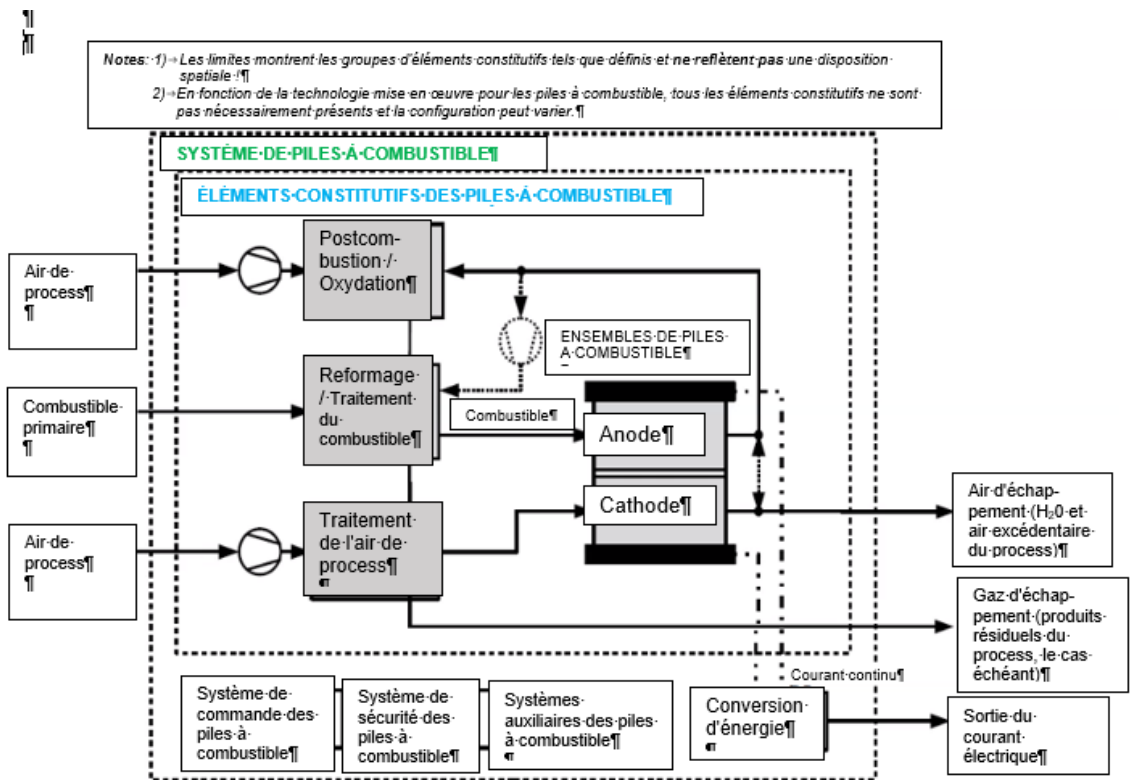 ¶
¶
Notes: 1)→Les·limites·montrent·les·groupes·d'éléments·constitutifs·tels·que·définis·et·ne·reflètent·pas·une·disposition·
spatiale·!¶
2)→En·fonction·de·la·technologie·mise·en·œuvre·pour·les·piles·à·combustible,·tous·les·éléments·constitutifs·ne·sont·
pas·nécessairement·présents·et·la·configuration·peut·varier.¶
SYSTÉME·DE·PILES·Á·COMBUSTIBLE¶
ÉLÉMENTS·CONSTITUTIFS·DES·PILES·Á·COMBUSTIBLE¶
Air·de·
process¶
¶
Postcom-
bustion·/·
Oxydation¶
ENSEMBLES·DE·PILES·
A·COMBUSTIBLE¶
Combustible·
primaire¶
¶
Reformage·
/·Traitement·
du·
combustible¶
Combustible¶
Anode¶
Cathode¶
Air·de·
process¶
¶
Traitement·
de·l'air·de·
process¶
¶
Air·d'échap-
pement·(H₂0·et·
air·excédentaire·
du·process)¶
Gaz·d'échap-
pement·(produits·
résiduels·du·
process,·le·cas·
échéant)¶
Courant·continu¶
Système·de·
commande·des·
piles·à·
combustible¶
Système·de·
sécurité·des·
piles·à·
combustible¶
Systèmes·
auxiliaires·des·piles·
à·combustible¶
¶
Conversion·
d'énergie¶
¶
Sortie·du·
courant·
électrique¶